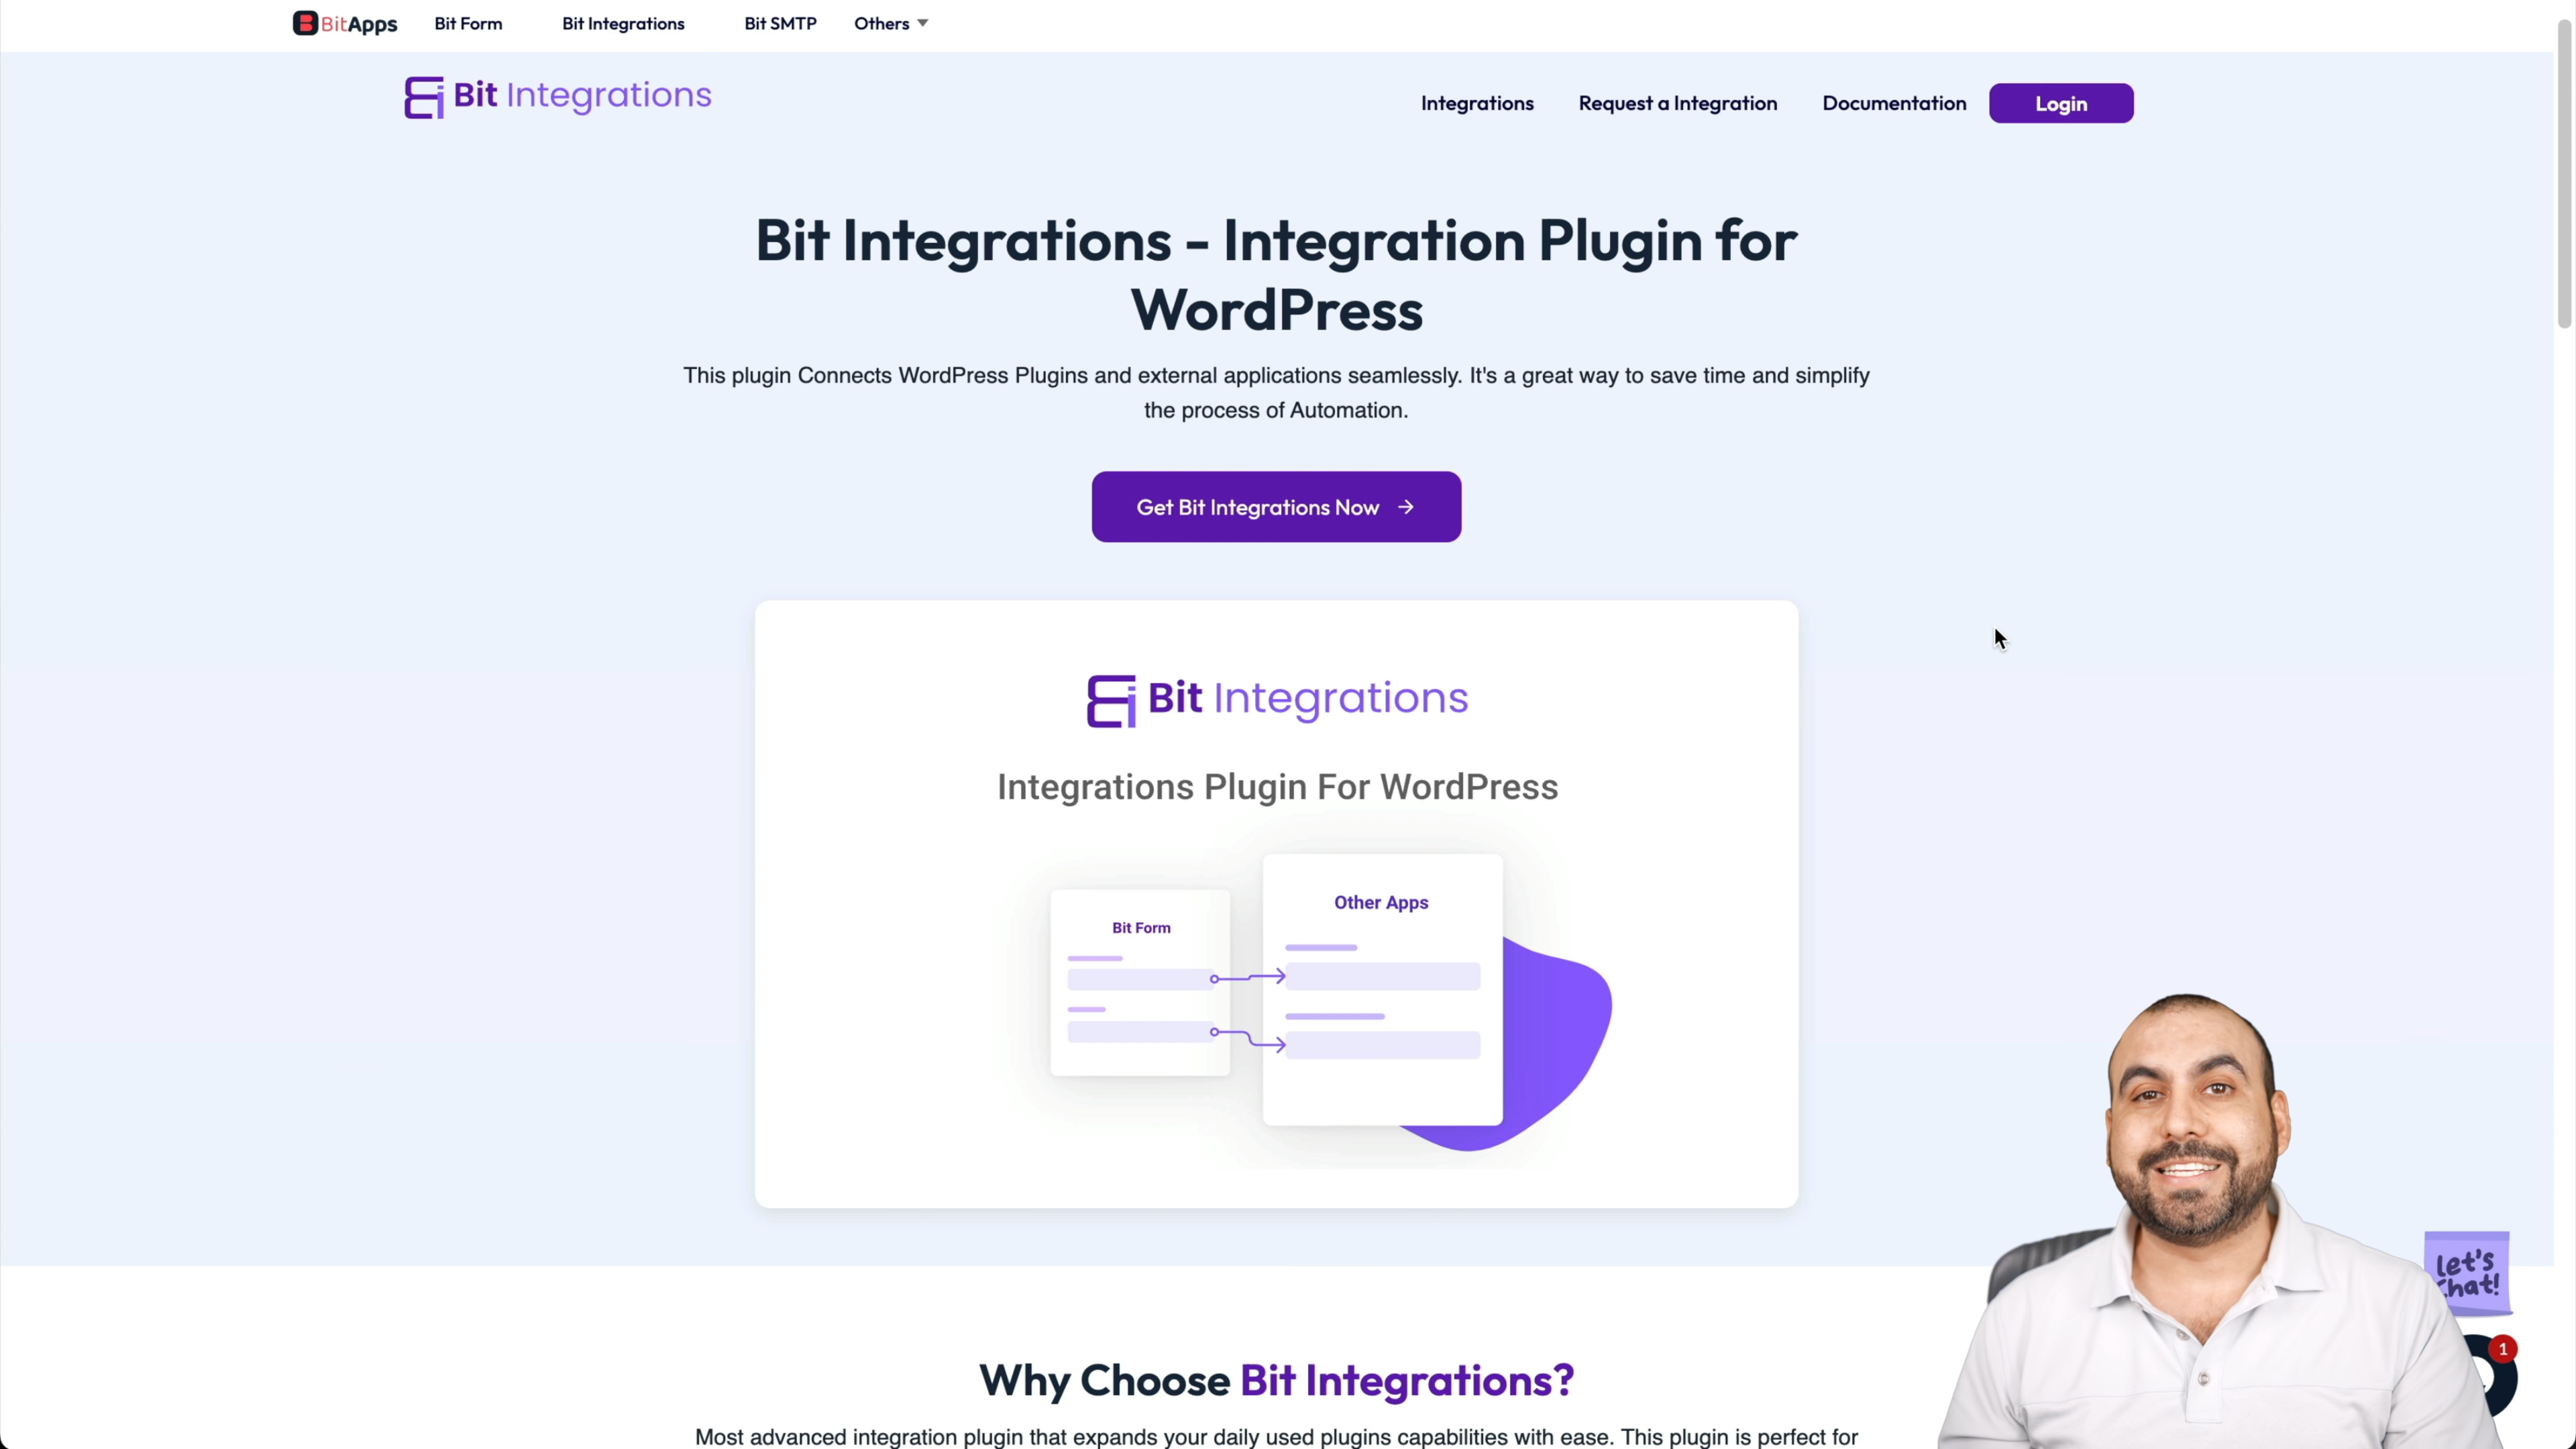 BitApps Bit Form Bit Integrations Bit SMTP Others
Bit Integrations
Integrations Request a Integration Documentation Login
Bit Integrations - Integration Plugin for
WordPress
This plugin Connects WordPress Plugins and external applications seamlessly. It's a great way to save time and simplify
the process of Automation.
Get Bit Integrations Now
Bit Integrations
Integrations Plugin For WordPress
Bit Form
Other Apps
let's
chat!
1
Why Choose Bit Integrations?
Most advanced integration plugin that expands your daily used plugins capabilities with ease. This plugin is perfect for